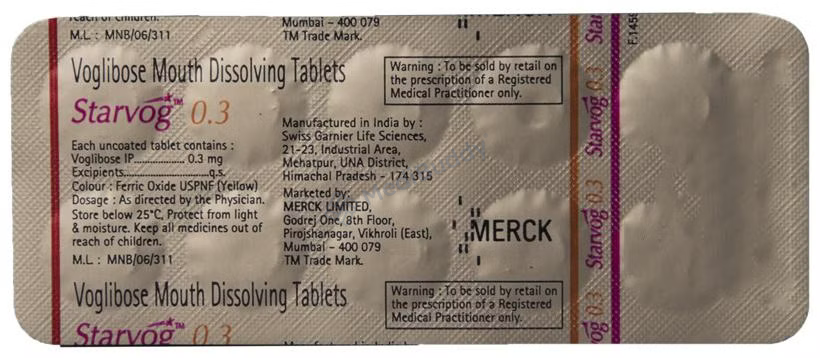 reach of children.
M.L. : MNB/06/311
Mumbai - 400 079
TM Trade Mark.
MERCK
Voglibose Mouth Dissolving Tablets
Starvog™ 0.3
Warning : To be sold by retail on
the prescription of a Registered
Medical Practitioner only.
Each uncoated tablet contains :
Voglibose IP................... 0.3 mg
Excipients................................q.s.
Colour : Ferric Oxide USPNF (Yellow)
Dosage : As directed by the Physician.
Store below 25°C, Protect from light
& moisture. Keep all medicines out of
reach of children.
M.L. : MNB/06/311
Manufactured in India by :
Swiss Garnier Life Sciences,
21-23, Industrial Area,
Mehatpur, UNA District,
Himachal Pradesh - 174 315
Marketed by:
MERCK LIMITED,
Godrej One, 8th Floor,
Pirojshanagar, Vikhroli (East),
Mumbai - 400 079
TM Trade Mark.
MERCK
Voglibose Mouth Dissolving Tablets
Starvog™ 0.3
Warning : To be sold by retail on
the prescription of a Registered
Medical Practitioner only.
Starvog 0.3
Starvog 0.3
0.3